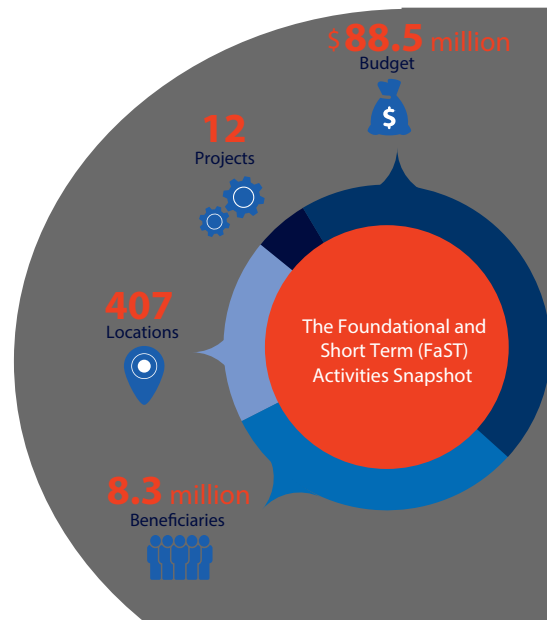 $88.5 million
Budget
$
12
Projects
407
Locations
The Foundational and
Short Term (FaST)
Activities Snapshot
8.3 million
Beneficiaries